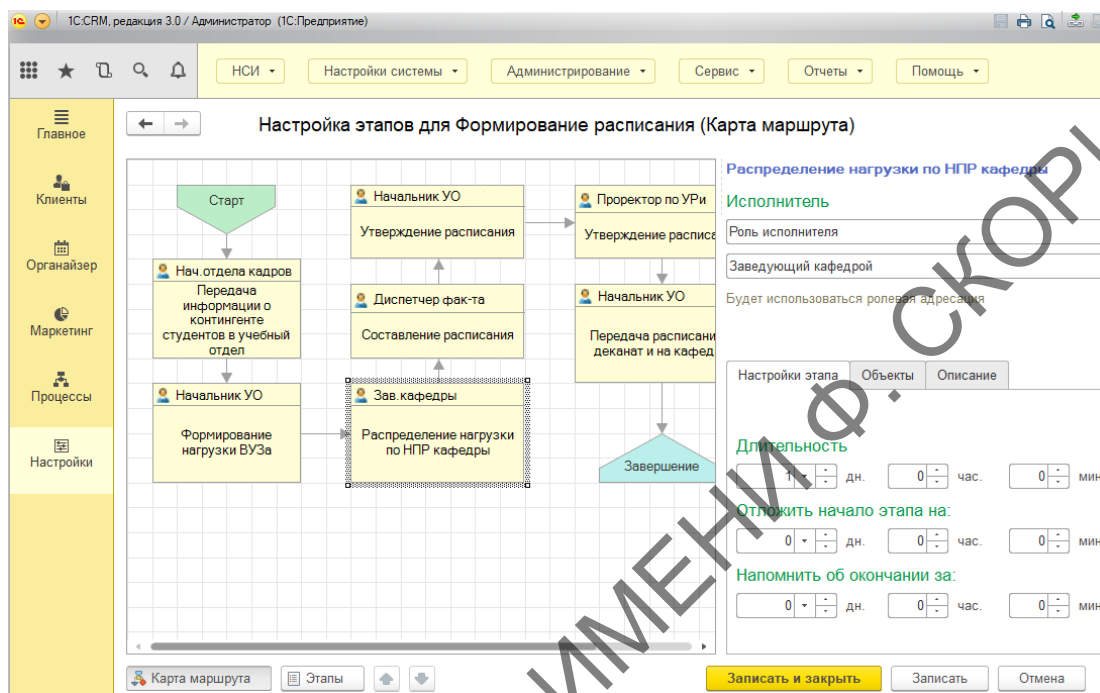 1С:CRM, редакция 3.0 / Администратор (1С:Предприятие)
НСИ
Настройки системы
Администрирование
Сервис
Отчеты
Помощь
Главное
Клиенты
Органайзер
Маркетинг
Процессы
Настройки
Настройка этапов для Формирование расписания (Карта маршрута)
Старт
Нач.отдела кадров
Передача
информации о
контингенте
студентов в учебный
отдел
Начальник УО
Формирование
нагрузки ВУЗа
Зав.кафедры
Распределение нагрузки
по НПР кафедры
Диспетчер фак-та
Составление расписания
Начальник УО
Утверждение расписания
Проректор по УРи
Утверждение расписа
Начальник УО
Передача расписани
деканат и на кафед
Завершение
Распределение нагрузки по НПР кафедры
Исполнитель
Роль исполнителя
Заведующий кафедрой
Будет использоваться ролевая адресация
Настройки этапа
Объекты
Описание
Длительность
1 дн. 0 час. 0 мин
Отложить начало этапа на:
0 дн. 0 час. 0 мин
Напомнить об окончании за:
0 дн. 0 час. 0 мин
Карта маршрута
Этапы
Записать и закрыть
Записать
Отмена
ИМЕНИ Ф. СКОРИ